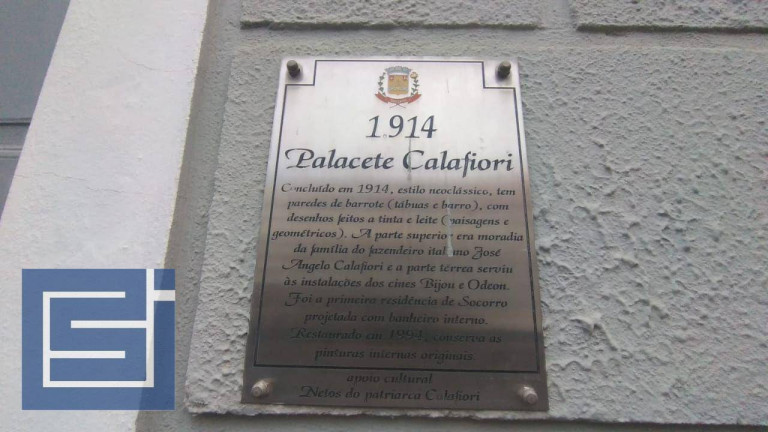 1.914
Palacete Calafiori
Concluído em 1914, estilo neoclássico, tem
paredes de barrote (tábuas e barro), com
desenhos feitos a tinta e leite (paisagens e
geométricos). A parte superior era moradia
da família do fazendeiro italiano José
Angelo Calafiori e a parte térrea serviu
às instalações dos cines Bijou e Odeon.
Foi a primeira residência de Socorro
projetada com banheiro interno.
Restaurado em 1994, conserva as
pinturas internas originais.
apoio cultural
Netos do patriarca Calafiori